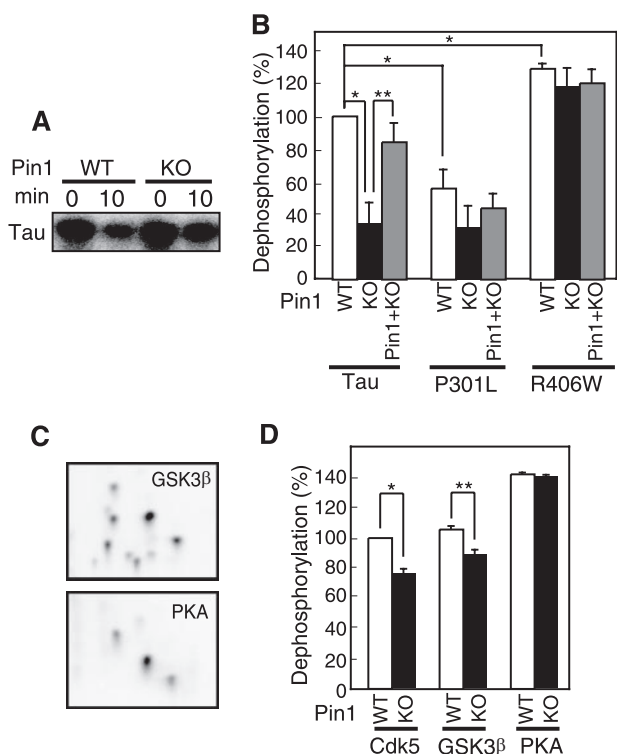 A
Pin1 WT KO
min 0 10 0 10
Tau
B
Dephosphorylation (%)
140
120
100
80
60
40
20
0
* ** * *
Pin1 WT KO Pin1+KO WT KO Pin1+KO WT KO Pin1+KO
Tau P301L R406W
C
GSK3β
PKA
D
Dephosphorylation (%)
140
120
100
80
60
40
20
0
* **
Pin1 WT KO WT KO WT KO
Cdk5 GSK3β PKA